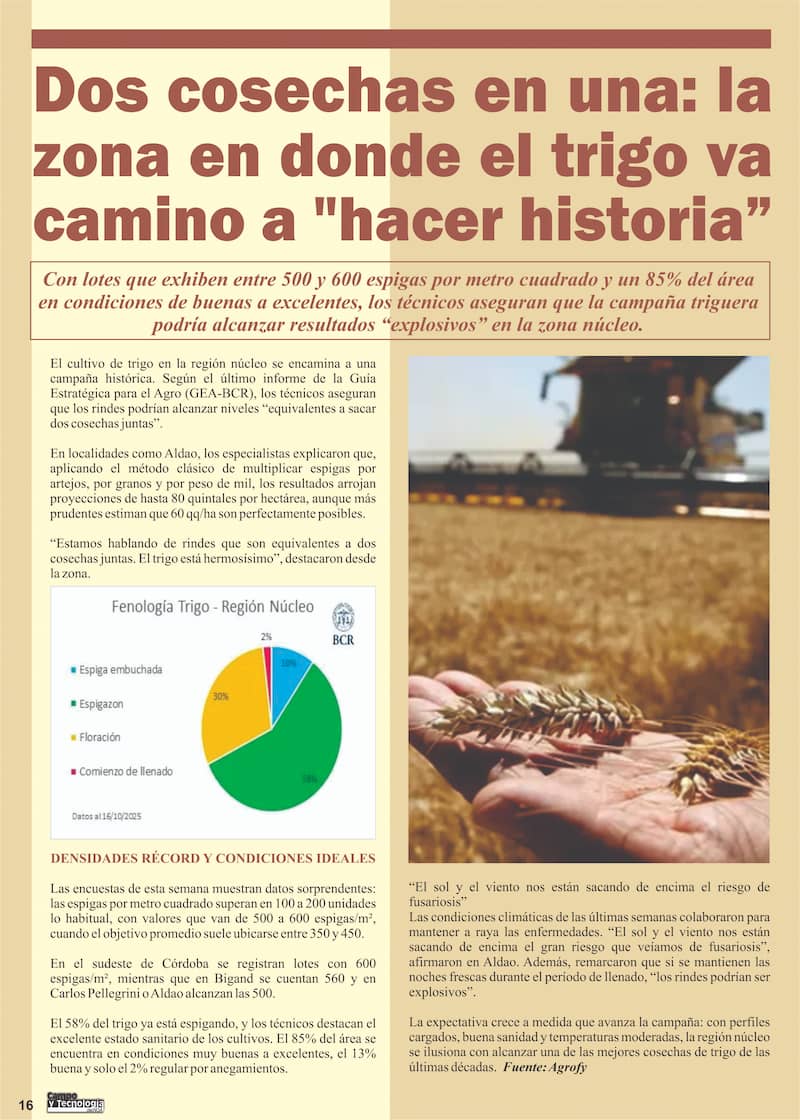 Dos cosechas en una: la
zona en donde el trigo va
camino a "hacer historia”
Con lotes que exhiben entre 500 y 600 espigas por metro cuadrado y un 85% del área
en condiciones de buenas a excelentes, los técnicos aseguran que la campaña triguera
podría alcanzar resultados “explosivos” en la zona núcleo.
El cultivo de trigo en la región núcleo se encamina a una
campaña histórica. Según el último informe de la Guía
Estratégica para el Agro (GEA-BCR), los técnicos aseguran
que los rindes podrían alcanzar niveles “equivalentes a sacar
dos cosechas juntas”.
En localidades como Aldao, los especialistas explicaron que,
aplicando el método clásico de multiplicar espigas por
artejos, por granos y por peso de mil, los resultados arrojan
proyecciones de hasta 80 quintales por hectárea, aunque más
prudentes estiman que 60 qq/ha son perfectamente posibles.
“Estamos hablando de rindes que son equivalentes a dos
cosechas juntas. El trigo está hermosísimo”, destacaron desde
la zona.
Fenología Trigo - Región Núcleo
BCR
2%
10%
30%
58%
Espiga embuchada
Espigazon
Floración
Comienzo de llenado
Datos al 16/10/2025
DENSIDADES RÉCORD Y CONDICIONES IDEALES
Las encuestas de esta semana muestran datos sorprendentes:
las espigas por metro cuadrado superan en 100 a 200 unidades
lo habitual, con valores que van de 500 a 600 espigas/m²,
cuando el objetivo promedio suele ubicarse entre 350 y 450.
En el sudeste de Córdoba se registran lotes con 600
espigas/m², mientras que en Bigand se cuentan 560 y en
Carlos Pellegrini o Aldao alcanzan las 500.
El 58% del trigo ya está espigando, y los técnicos destacan el
excelente estado sanitario de los cultivos. El 85% del área se
encuentra en condiciones muy buenas a excelentes, el 13%
buena y solo el 2% regular por anegamientos.
“El sol y el viento nos están sacando de encima el riesgo de
fusariosis”
Las condiciones climáticas de las últimas semanas colaboraron para
mantener a raya las enfermedades. “El sol y el viento nos están
sacando de encima el gran riesgo que veíamos de fusariosis”,
afirmaron en Aldao. Además, remarcaron que si se mantienen las
noches frescas durante el período de llenado, “los rindes podrían ser
explosivos”.
La expectativa crece a medida que avanza la campaña: con perfiles
cargados, buena sanidad y temperaturas moderadas, la región núcleo
se ilusiona con alcanzar una de las mejores cosechas de trigo de las
últimas décadas. Fuente: Agrofy
16
Campo
Y Tecnología